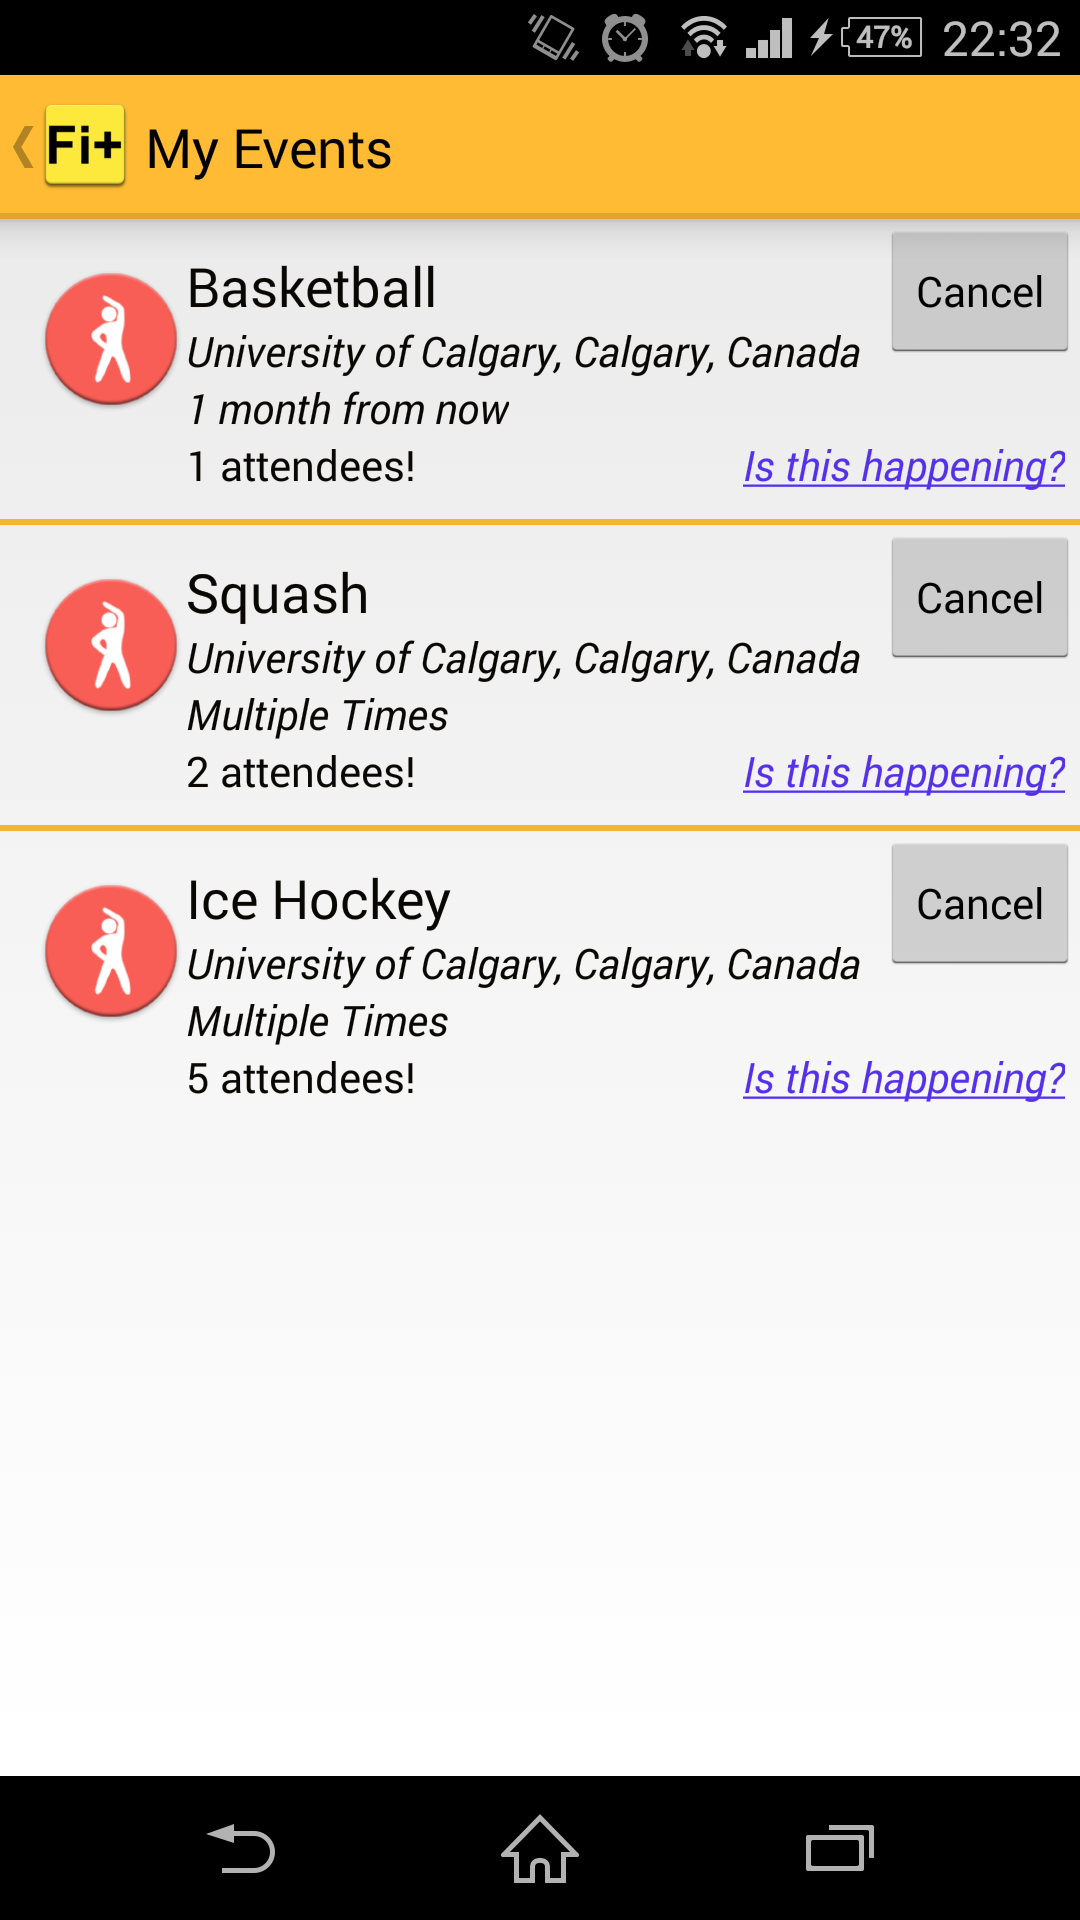 47% 22:32
Fi+ My Events
Basketball
Cancel
University of Calgary, Calgary, Canada
1 month from now
1 attendees! Is this happening?
Squash
Cancel
University of Calgary, Calgary, Canada
Multiple Times
2 attendees! Is this happening?
Ice Hockey
Cancel
University of Calgary, Calgary, Canada
Multiple Times
5 attendees! Is this happening?